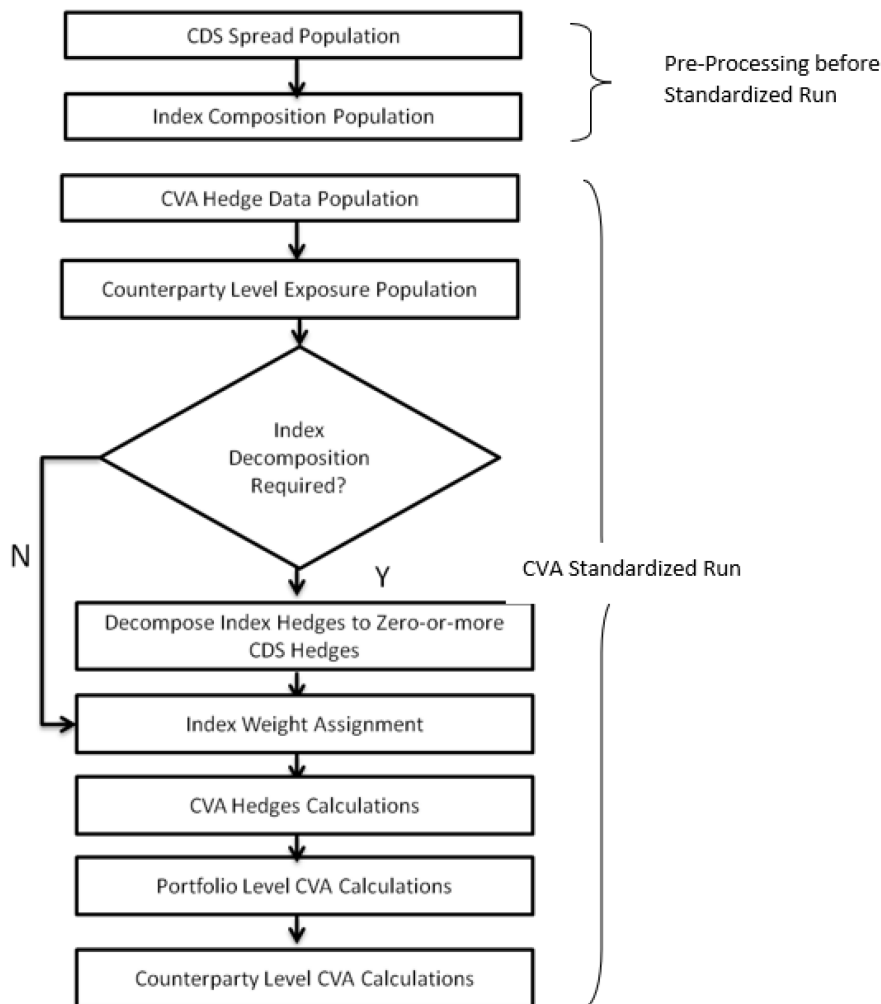 CDS Spread Population
Pre-Processing before
Standardized Run
Index Composition Population
CVA Hedge Data Population
Counterparty Level Exposure Population
Index
Decomposition
Required?
N
Y
CVA Standardized Run
Decompose Index Hedges to Zero-or-more
CDS Hedges
Index Weight Assignment
CVA Hedges Calculations
Portfolio Level CVA Calculations
Counterparty Level CVA Calculations